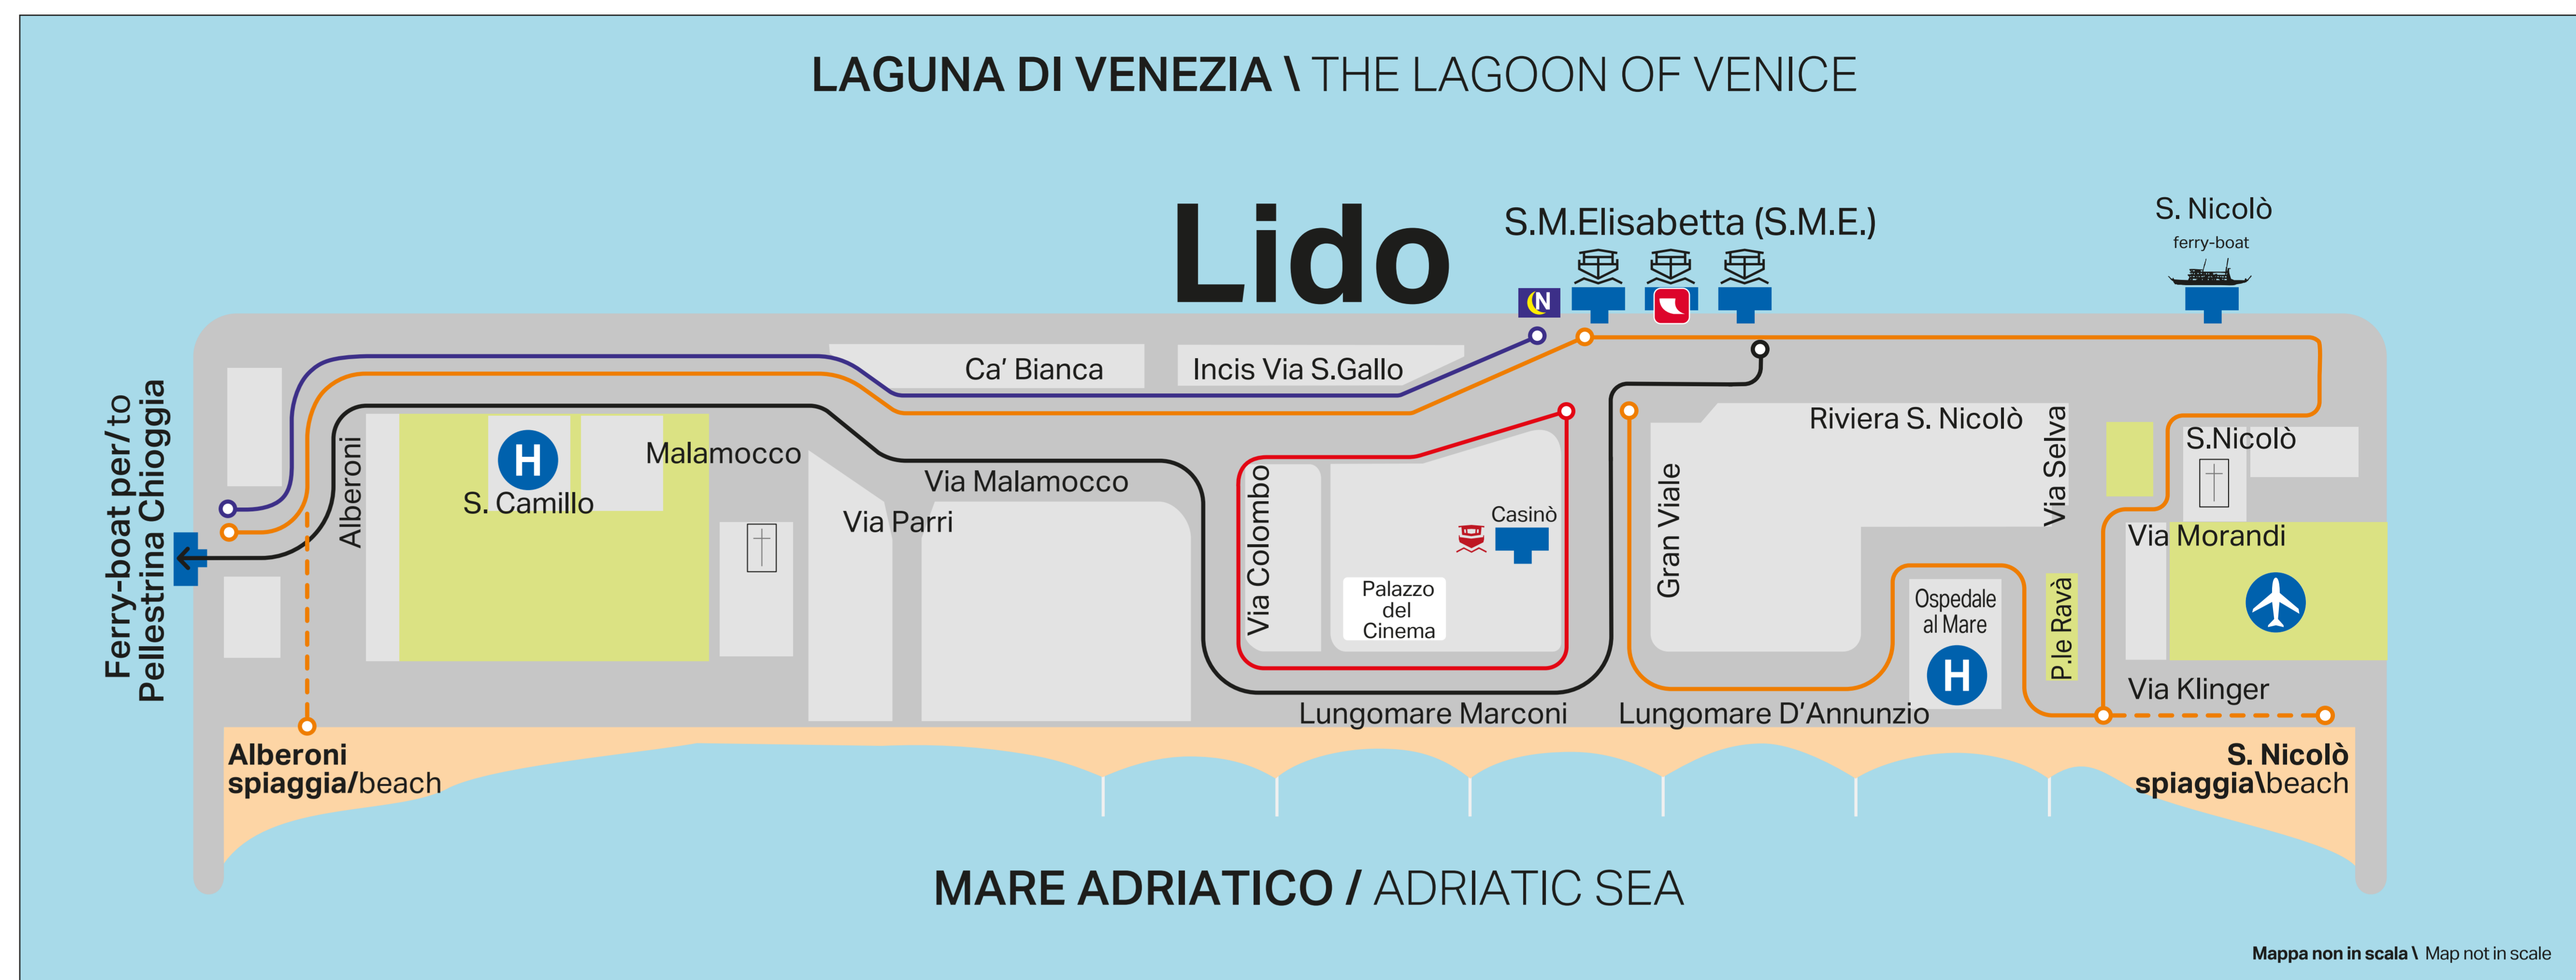 LAGUNA DI VENEZIA \ THE LAGOON OF VENICE
Lido
S.M.Elisabetta (S.M.E.)
S. Nicolò
ferry-boat
N
Ca' Bianca
Incis Via S.Gallo
Ferry-boat per/to
Pellestrina Chioggia
Alberoni
H
S. Camillo
Malamocco
Via Malamocco
Via Parri
Via Colombo
Casinò
Palazzo
del
Cinema
Gran Viale
Riviera S. Nicolò
Via Selva
S.Nicolò
Via Morandi
Ospedale
al Mare
H
P.le Ravà
Via Klinger
Lungomare Marconi
Lungomare D'Annunzio
Alberoni
spiaggia/beach
S. Nicolò
spiaggia\beach
MARE ADRIATICO / ADRIATIC SEA
Mappa non in scala \ Map not in scale